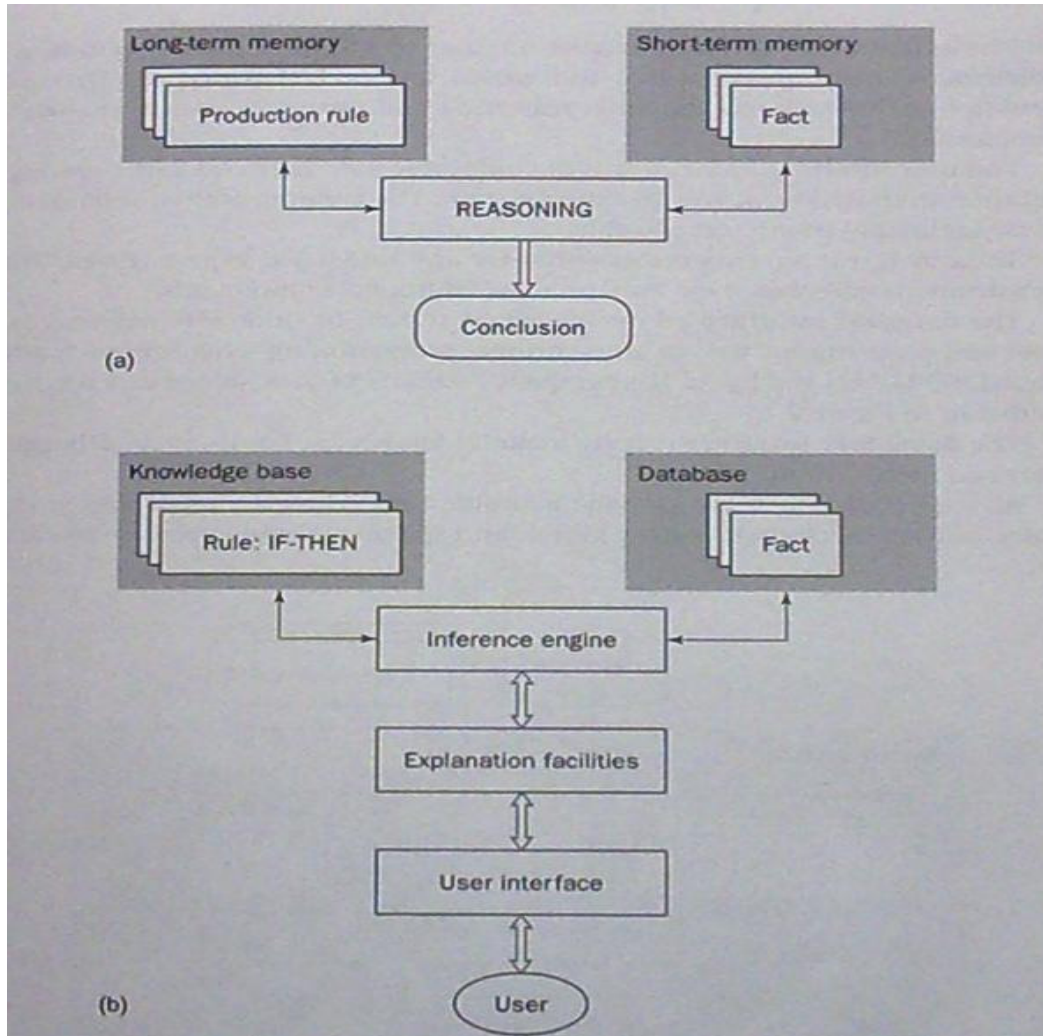 Long-term memory
Short-term memory
Production rule
Fact
REASONING
Conclusion
(a)
Knowledge base
Database
Rule: IF-THEN
Fact
Inference engine
Explanation facilities
User interface
User
(b)